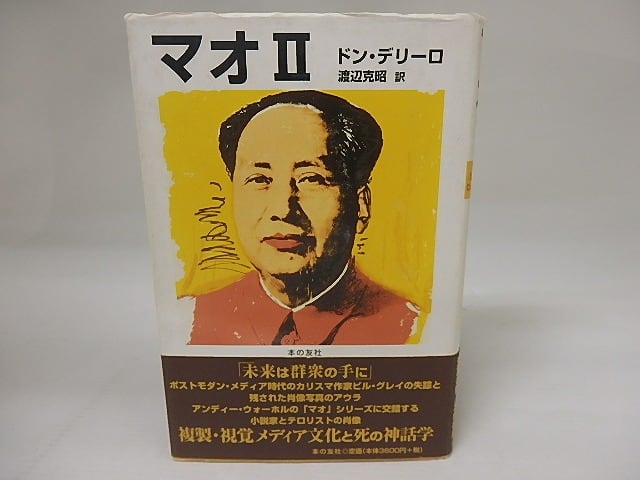 マオⅡ
ドン・デリーロ
渡辺克昭 訳
本の友社
「未来は群衆の手に」
ポストモダン・メディア時代のカリスマ作家ビル・グレイの失踪と
残された肖像写真のアウラ
アンディー・ウォーホルの「マオ」シリーズに交錯する
小説家とテロリストの肖像
複製・視覚メディア文化と死の神話学
本の友社◇定価(本体3600円+税)